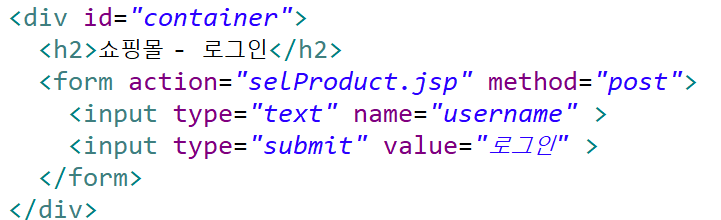 <div id="container">
  <h2>쇼핑몰 - 로그인</h2>
  <form action="selProduct.jsp" method="post">
    <input type="text" name="username" >
    <input type="submit" value="로그인" >
  </form>
</div>